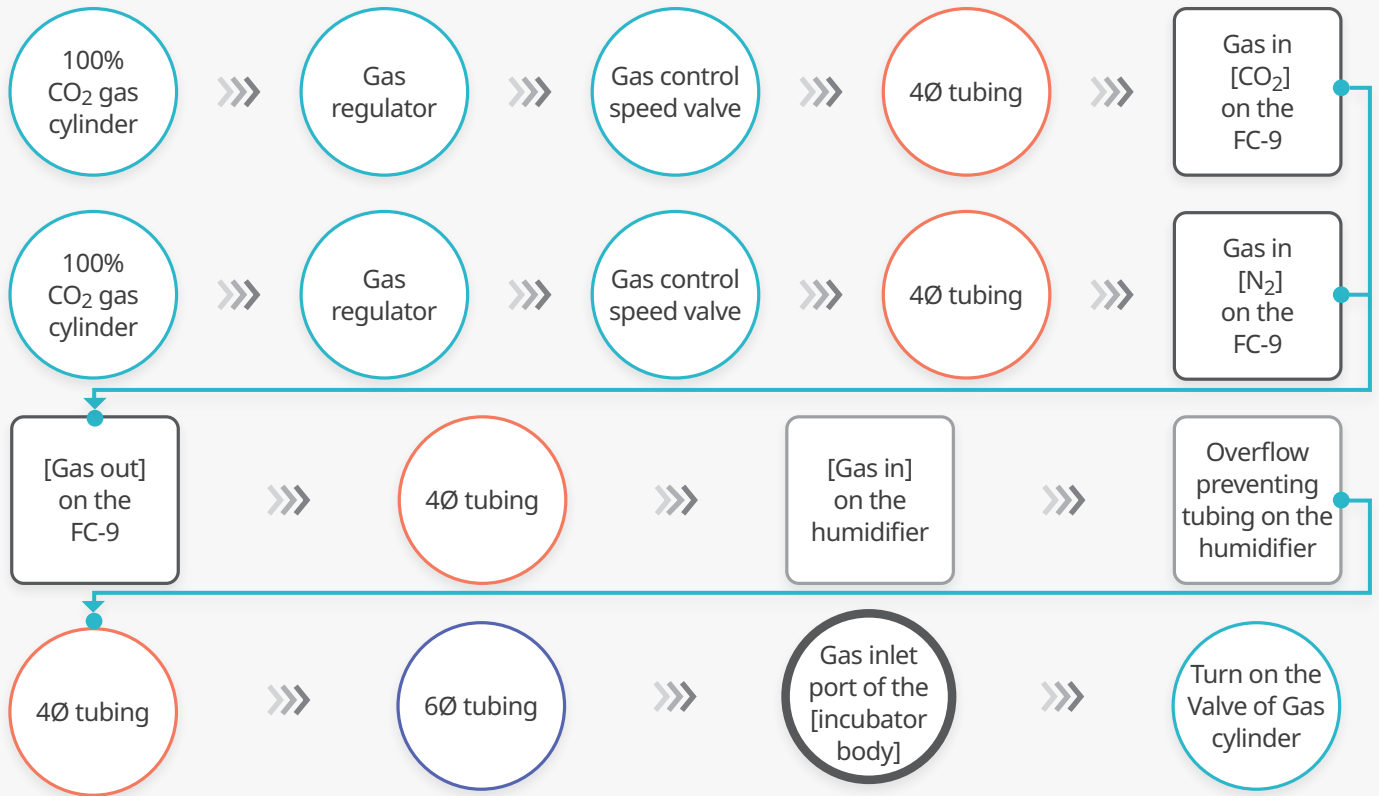 100%
CO₂ gas
cylinder
Gas
regulator
Gas control
speed valve
4Ø tubing
Gas in
[CO₂]
on the
FC-9
100%
CO₂ gas
cylinder
Gas
regulator
Gas control
speed valve
4Ø tubing
Gas in
[N₂]
on the
FC-9
[Gas out]
on the
FC-9
4Ø tubing
[Gas in]
on the
humidifier
Overflow
preventing
tubing on the
humidifier
4Ø tubing
6Ø tubing
Gas inlet
port of the
[incubator
body]
Turn on the
Valve of Gas
cylinder